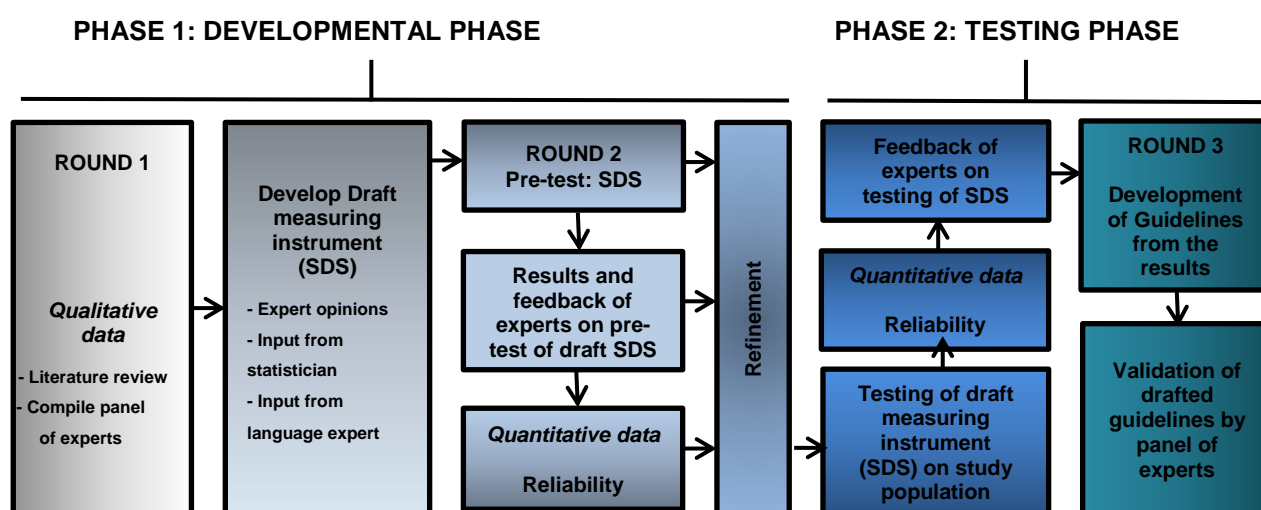 PHASE 1: DEVELOPMENTAL PHASE
PHASE 2: TESTING PHASE
ROUND 1
Qualitative
data
- Literature review
- Compile panel
of experts
Develop Draft
measuring
instrument
(SDS)
- Expert opinions
- Input from
statistician
- Input from
language expert
ROUND 2
Pre-test: SDS
Results and
feedback of
experts on pre-
test of draft SDS
Quantitative data
Reliability
Refinement
Feedback of
experts on
testing of SDS
Quantitative data
Reliability
Testing of draft
measuring
instrument
(SDS) on study
population
ROUND 3
Development
of Guidelines
from the
results
Validation of
drafted
guidelines by
panel of
experts